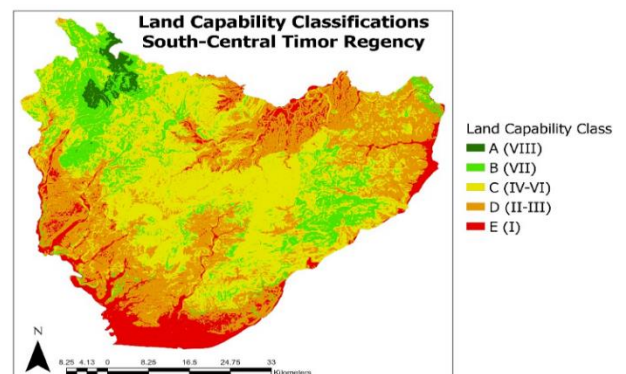 Land Capability Classifications
South-Central Timor Regency
Land Capability Class
A (VIII)
B (VII)
C (IV-VI)
D (II-III)
E (I)
N
8.25 4.13 0 8.25 16.5 24.75 33
Kilometers